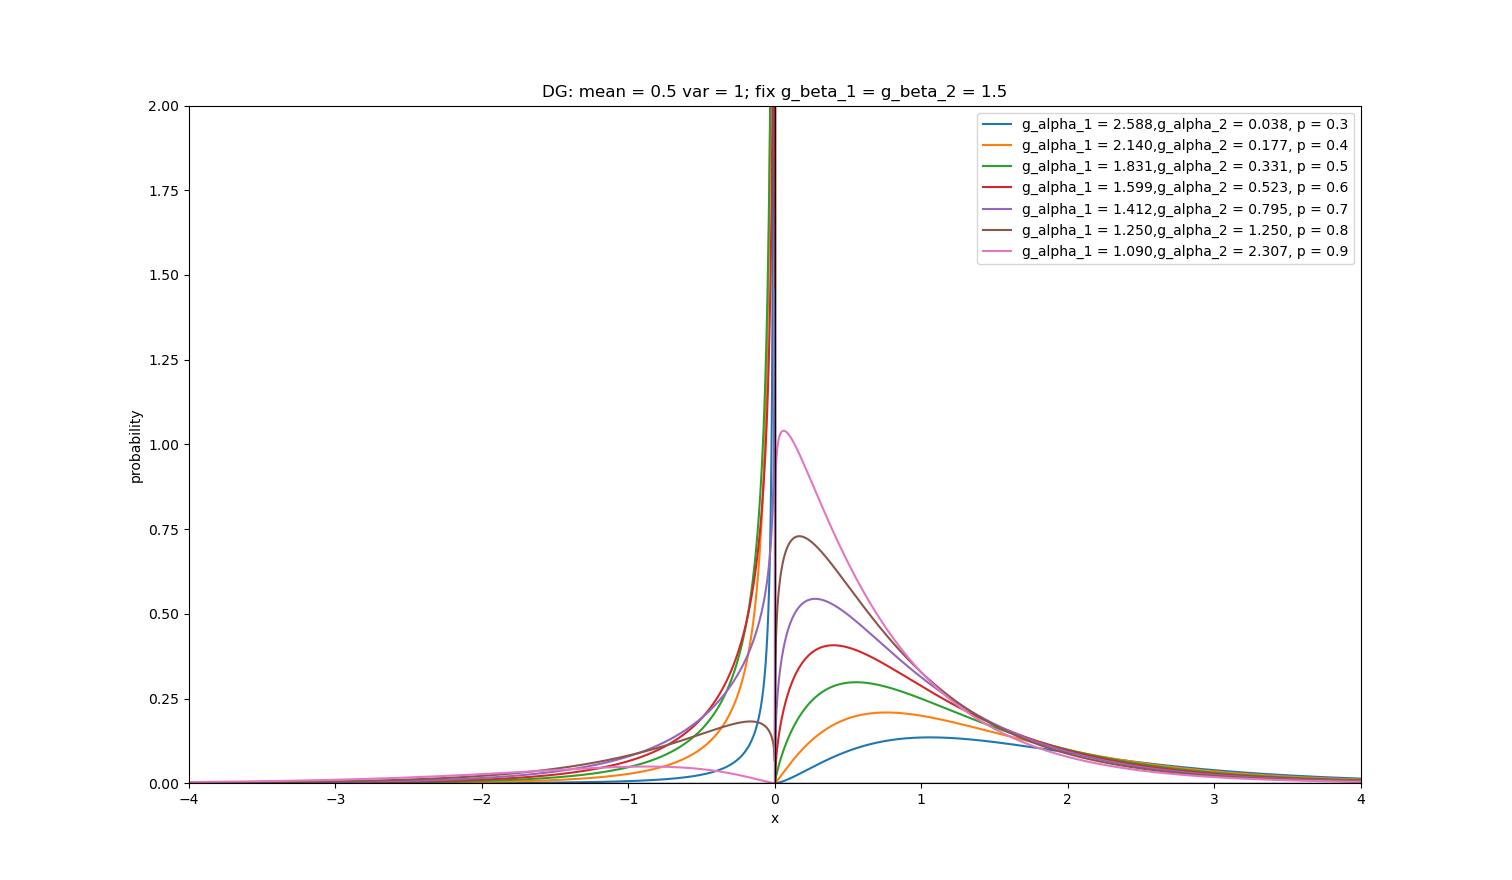 DG: mean = 0.5 var = 1; fix g_beta_1 = g_beta_2 = 1.5
2.00
1.75
1.50
1.25
1.00
0.75
0.50
0.25
0.00
probability
g_alpha_1 = 2.588,g_alpha_2 = 0.038, p = 0.3
g_alpha_1 = 2.140,g_alpha_2 = 0.177, p = 0.4
g_alpha_1 = 1.831,g_alpha_2 = 0.331, p = 0.5
g_alpha_1 = 1.599,g_alpha_2 = 0.523, p = 0.6
g_alpha_1 = 1.412,g_alpha_2 = 0.795, p = 0.7
g_alpha_1 = 1.250,g_alpha_2 = 1.250, p = 0.8
g_alpha_1 = 1.090,g_alpha_2 = 2.307, p = 0.9
−4 −3 −2 −1 0 1 2 3 4
x